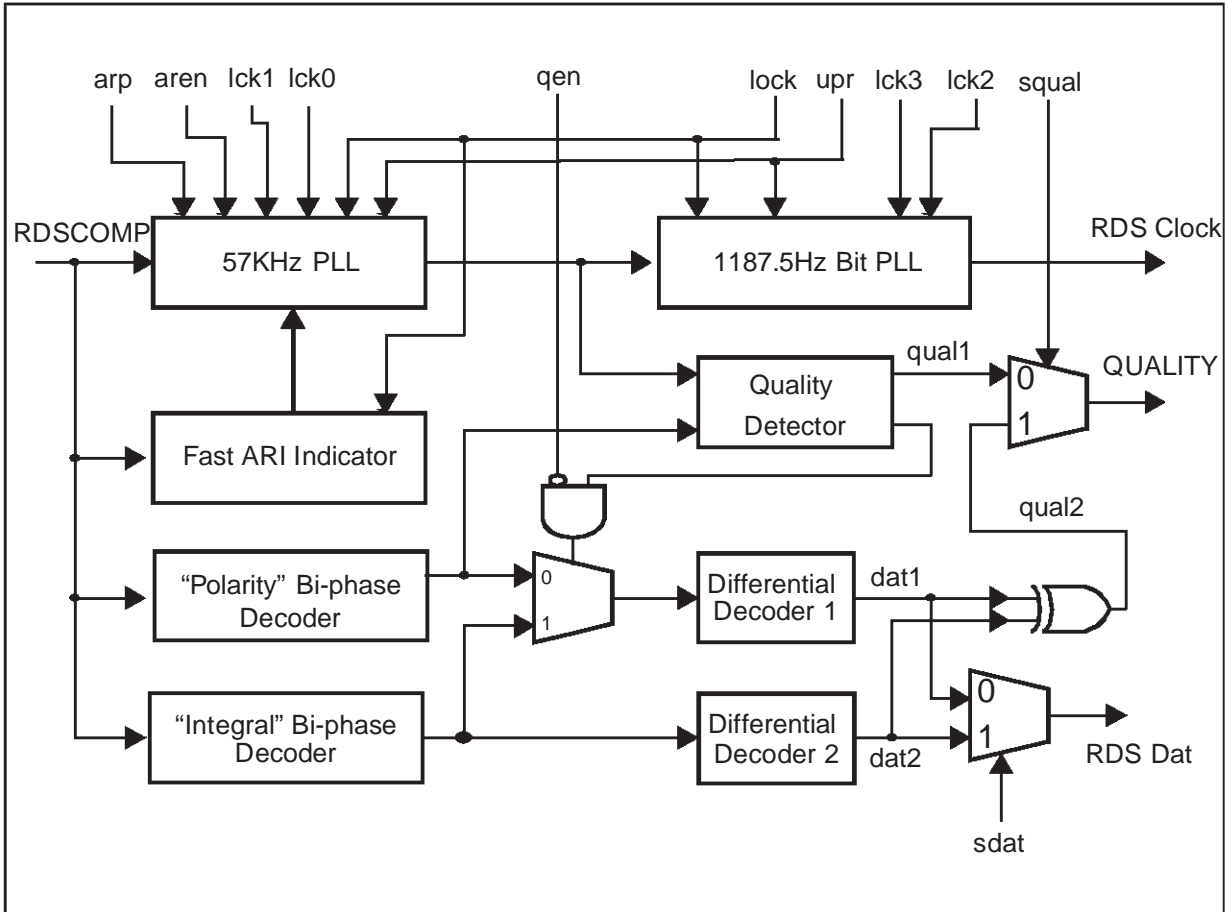 arp aren lck1 lck0 qen lock upr lck3 lck2 squal
RDSCOMP
57KHz PLL
1187.5Hz Bit PLL
RDS Clock
Fast ARI Indicator
Quality
Detector
qual1
0
1
QUALITY
qual2
“Polarity” Bi-phase
Decoder
0
1
Differential
Decoder 1
dat1
“Integral” Bi-phase
Decoder
Differential
Decoder 2
dat2
0
1
RDS Dat
sdat